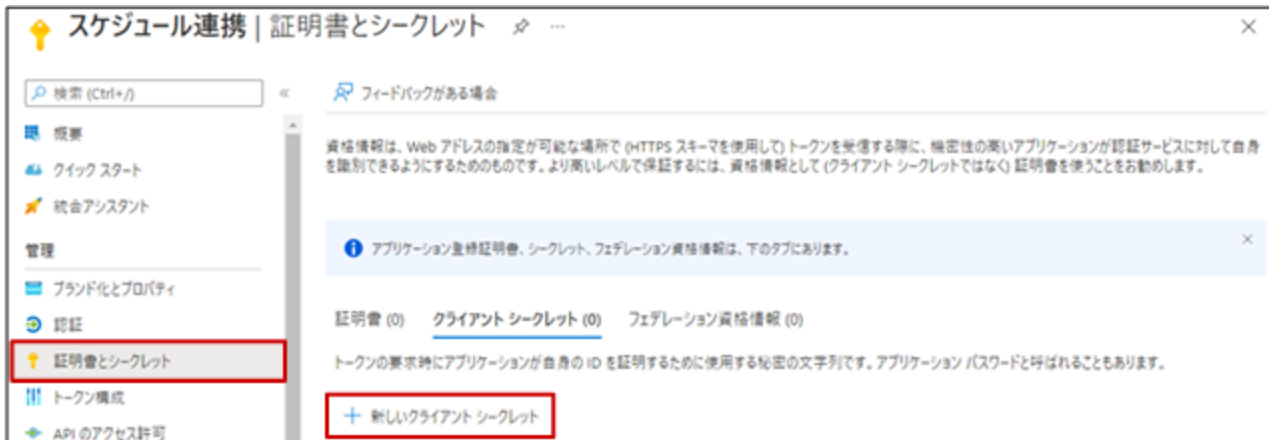 スケジュール連携 | 証明書とシークレット
検索 (Ctrl+/)
フィードバックがある場合
概要
クイック スタート
統合アシスタント
管理
ブランド化とプロパティ
認証
証明書とシークレット
トークン構成
API のアクセス許可
資格情報は、Web アドレスの指定が可能な場所で (HTTPS スキーマを使用して) トークンを受信する際に、機密性の高いアプリケーションが認証サービスに対して自身
を識別できるようにするためのものです。より高いレベルで保証するには、資格情報として (クライアント シークレットではなく) 証明書を使うことをお勧めします。
アプリケーション登録証明書、シークレット、フェデレーション資格情報は、下のタブにあります。
証明書 (0) クライアント シークレット (0) フェデレーション資格情報 (0)
トークンの要求時にアプリケーションが自身の ID を証明するために使用する秘密の文字列です。アプリケーション パスワードと呼ばれることもあります。
新しいクライアント シークレット